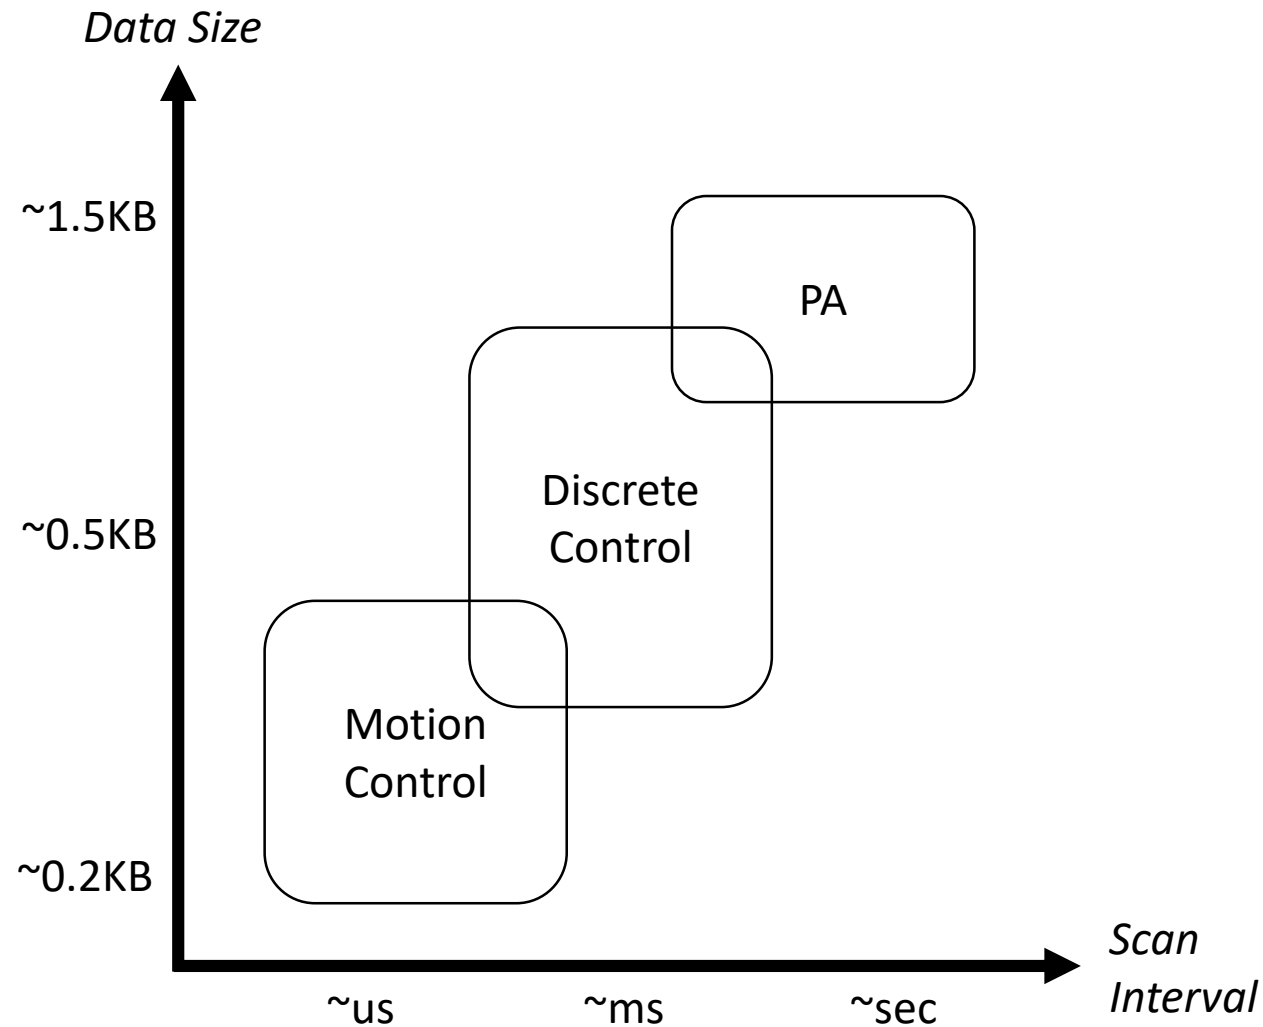 Data Size
~1.5KB
PA
Discrete
Control
~0.5KB
Motion
Control
~0.2KB
Scan
Interval
~us
~ms
~sec